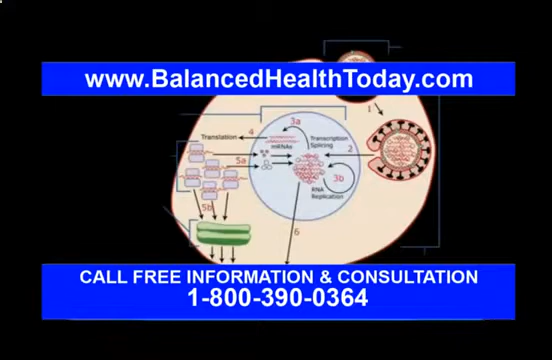 www.BalancedHealthToday.com
1
3a
Translation
4
mRNAs
Transcription
Splicing
2
5a
3b
RNA
Replication
5b
6
CALL FREE INFORMATION & CONSULTATION
1-800-390-0364